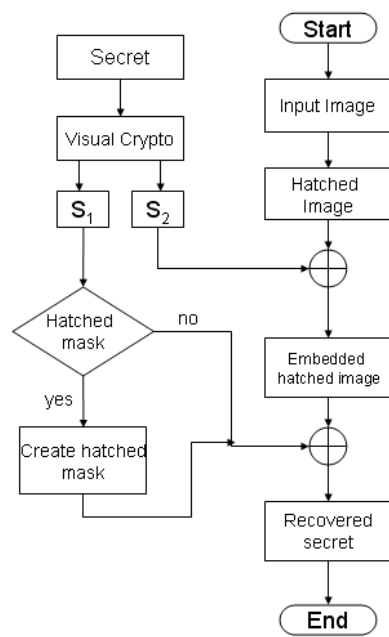 Start
Secret
Input Image
Visual Crypto
Hatched
Image
S1
S2
Hatched
mask
no
yes
Embedded
hatched image
Create hatched
mask
Recovered
secret
End